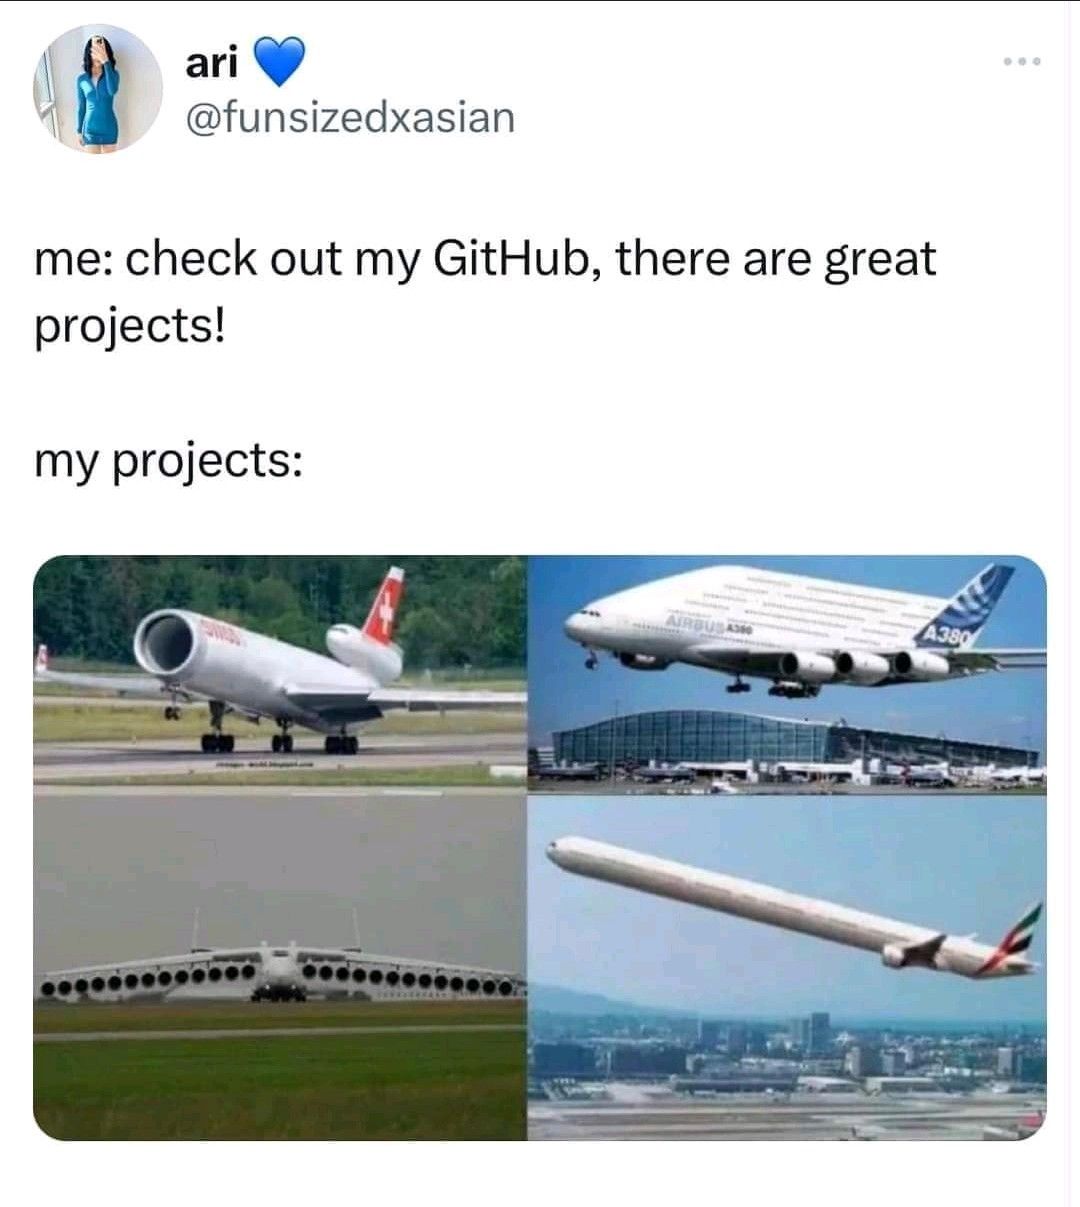 ari 💙
@funsizedxasian
me: check out my GitHub, there are great
projects!
my projects:
AIRBUS A380
A380